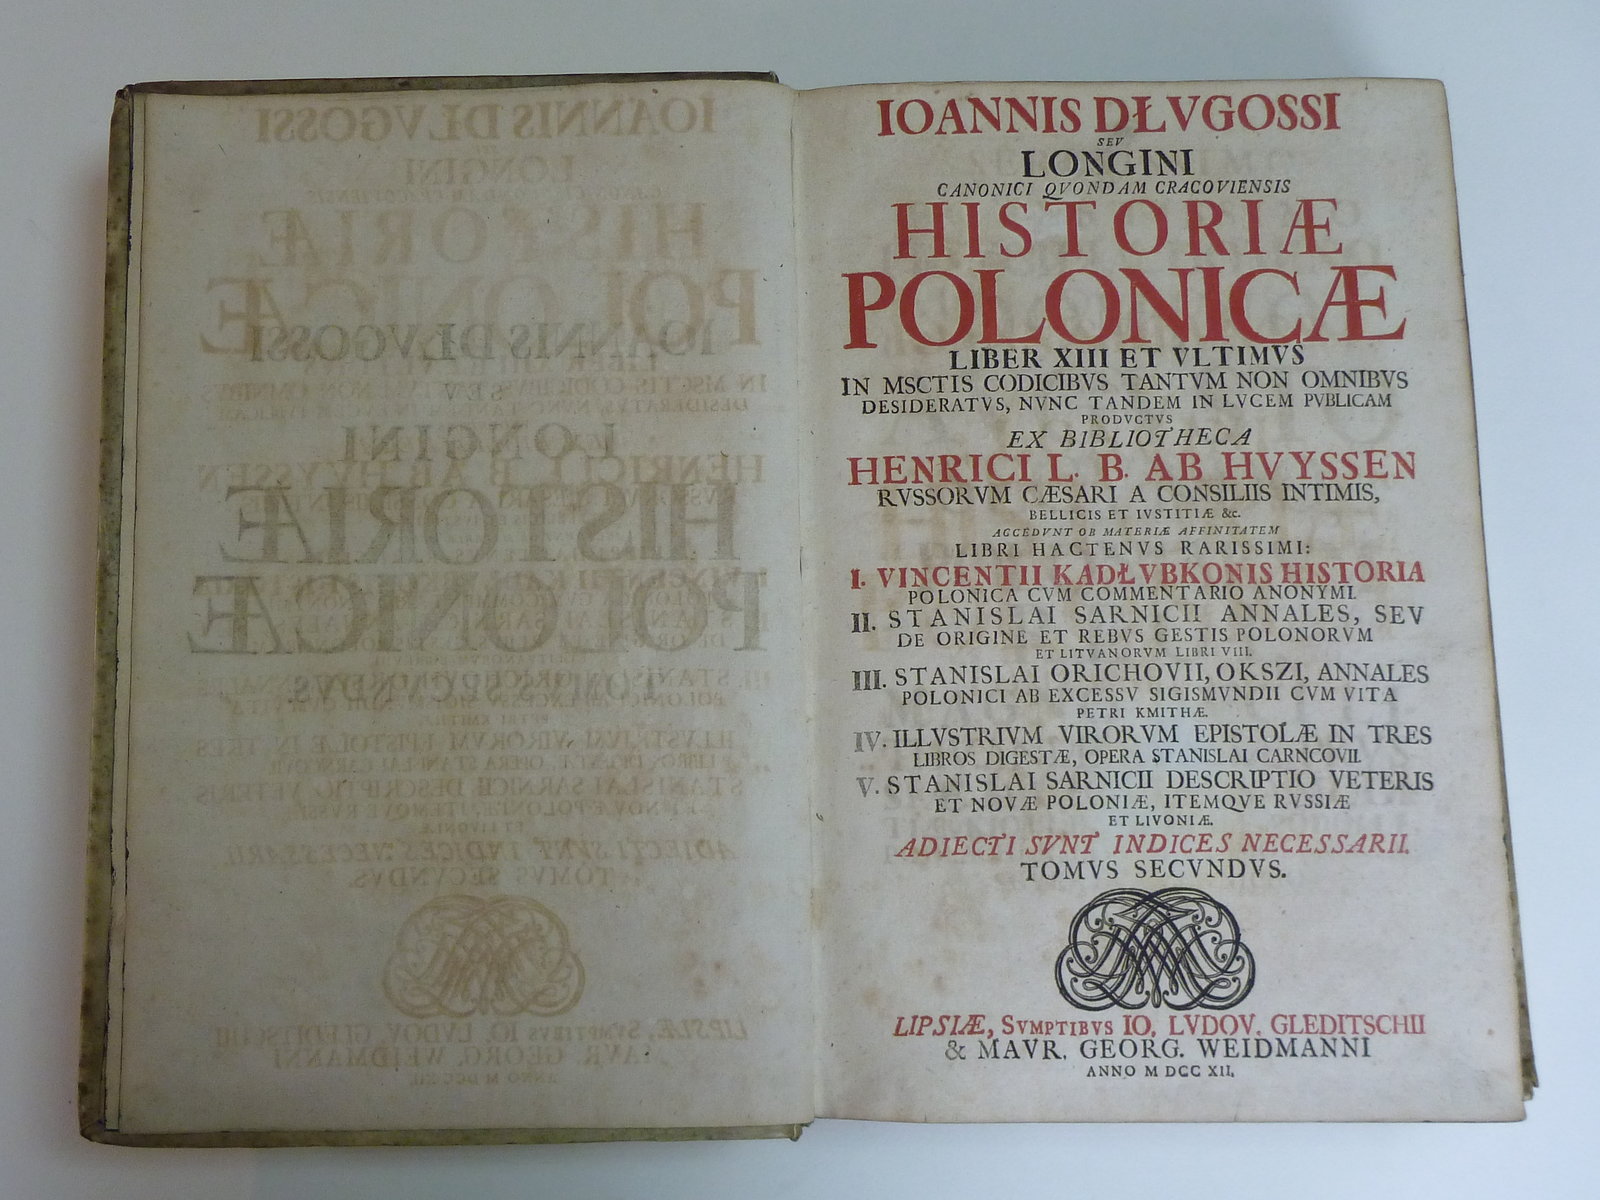 IOANNIS DŁVGOSSI
SEV
LONGINI
CANONICI QVONDAM CRACOVIENSIS
HISTORIÆ
POLONICÆ
LIBER XIII ET VLTIMVS
IN MSCTIS CODICIBVS TANTVM NON OMNIBVS
DESIDERATVS, NVNC TANDEM IN LVCEM PVBLICAM
PRODVCTVS
EX BIBLIOTHECA
HENRICI L. B. AB HVYSSEN
RVSSORVM CÆSARI A CONSILIIS INTIMIS,
BELLICIS ET IVSTITIÆ &c.
ACCEDVNT OB MATERIÆ AFFINITATEM
LIBRI HACTENVS RARISSIMI:
I. VINCENTII KADŁVBKONIS HISTORIA
POLONICA CVM COMMENTARIO ANONYMI.
II. STANISLAI SARNICII ANNALES, SEV
DE ORIGINE ET REBVS GESTIS POLONORVM
ET LITVANORVM LIBRI VIII.
III. STANISLAI ORICHOVII, OKSZI, ANNALES
POLONICI AB EXCESSV SIGISMVNDII CVM VITA
PETRI KMITHÆ.
IV. ILLVSTRIVM VIRORVM EPISTOLÆ IN TRES
LIBROS DIGESTÆ, OPERA STANISLAI CARNCOVII.
V. STANISLAI SARNICII DESCRIPTIO VETERIS
ET NOVÆ POLONIÆ, ITEMQVE RVSSIÆ
ET LIVONIÆ.
ADIECTI SVNT INDICES NECESSARII.
TOMVS SECVNDVS.
LIPSIÆ, SVMPTIBVS IO. LVDOV. GLEDITSCHII
& MAVR. GEORG. WEIDMANNI
ANNO M DCC XII.